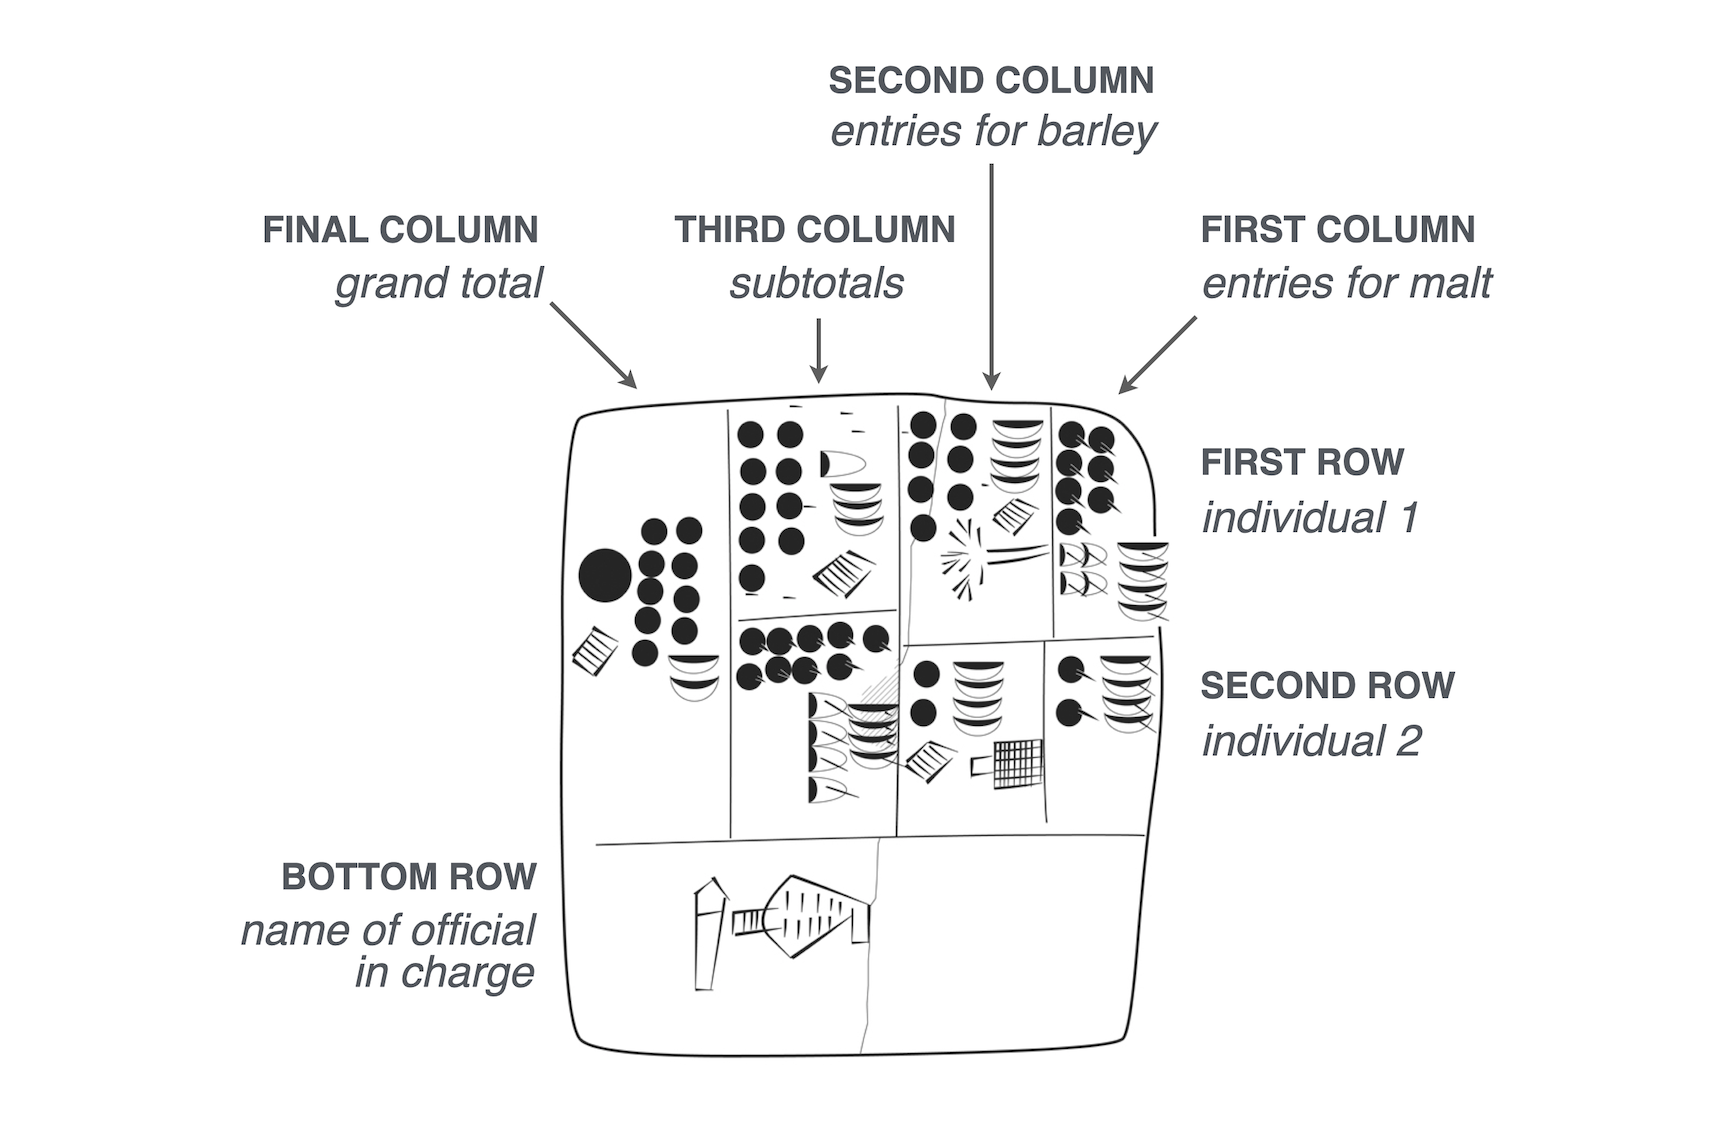 SECOND COLUMN
entries for barley
FINAL COLUMN
grand total
THIRD COLUMN
subtotals
FIRST COLUMN
entries for malt
FIRST ROW
individual 1
SECOND ROW
individual 2
BOTTOM ROW
name of official
in charge